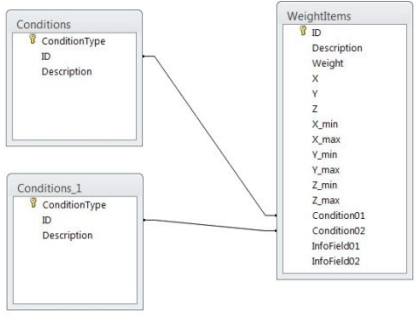 Conditions
ConditionType
ID
Description
Conditions_1
ConditionType
ID
Description
WeightItems
ID
Description
Weight
X
Y
Z
X_min
X_max
Y_min
Y_max
Z_min
Z_max
Condition01
Condition02
InfoField01
InfoField02